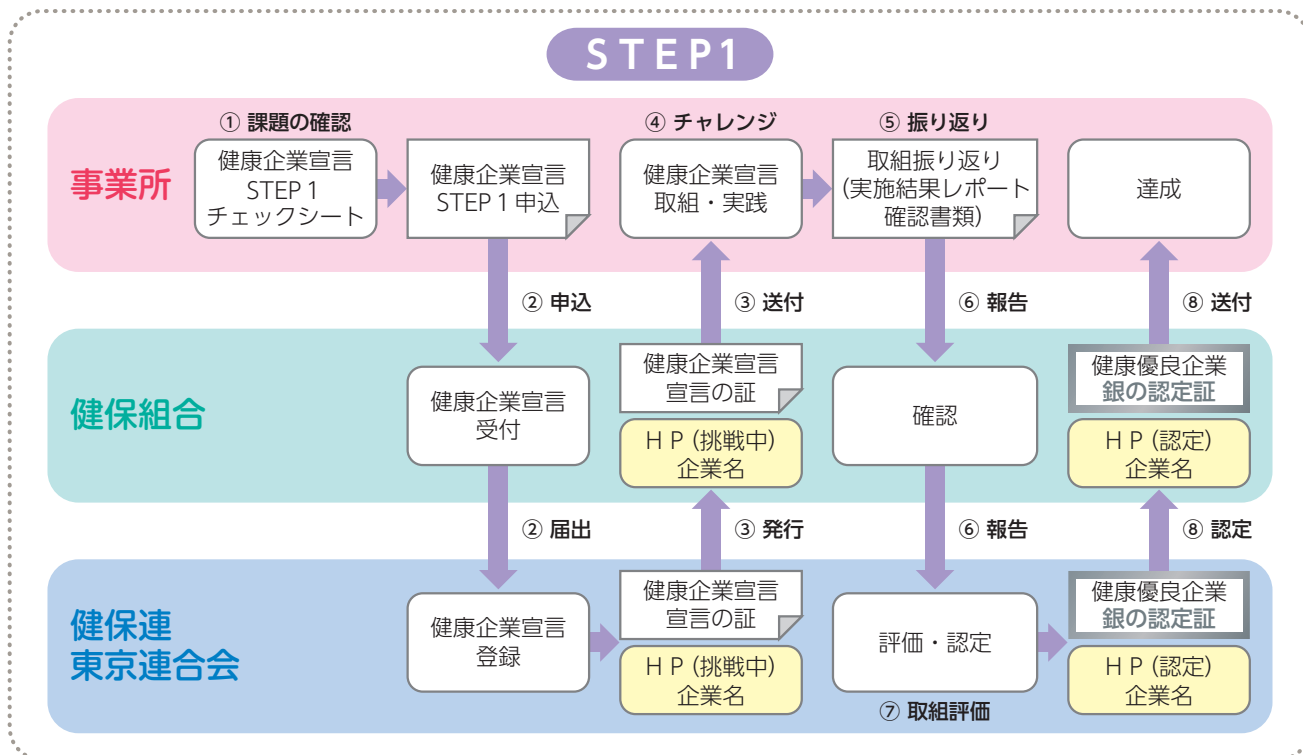 STEP1
事業所
① 課題の確認
健康企業宣言
STEP 1
チェックシート
健康企業宣言
STEP 1 申込
④ チャレンジ
健康企業宣言
取組・実践
⑤ 振り返り
取組振り返り
(実施結果レポート
確認書類)
達成
② 申込
③ 送付
⑥ 報告
⑧ 送付
健保組合
健康企業宣言
受付
健康企業宣言
宣言の証
ＨＰ(挑戦中)
企業名
確認
健康優良企業
銀の認定証
ＨＰ(認定)
企業名
② 届出
③ 発行
⑥ 報告
⑧ 認定
健保連
東京連合会
健康企業宣言
登録
健康企業宣言
宣言の証
ＨＰ(挑戦中)
企業名
評価・認定
⑦ 取組評価
健康優良企業
銀の認定証
ＨＰ(認定)
企業名